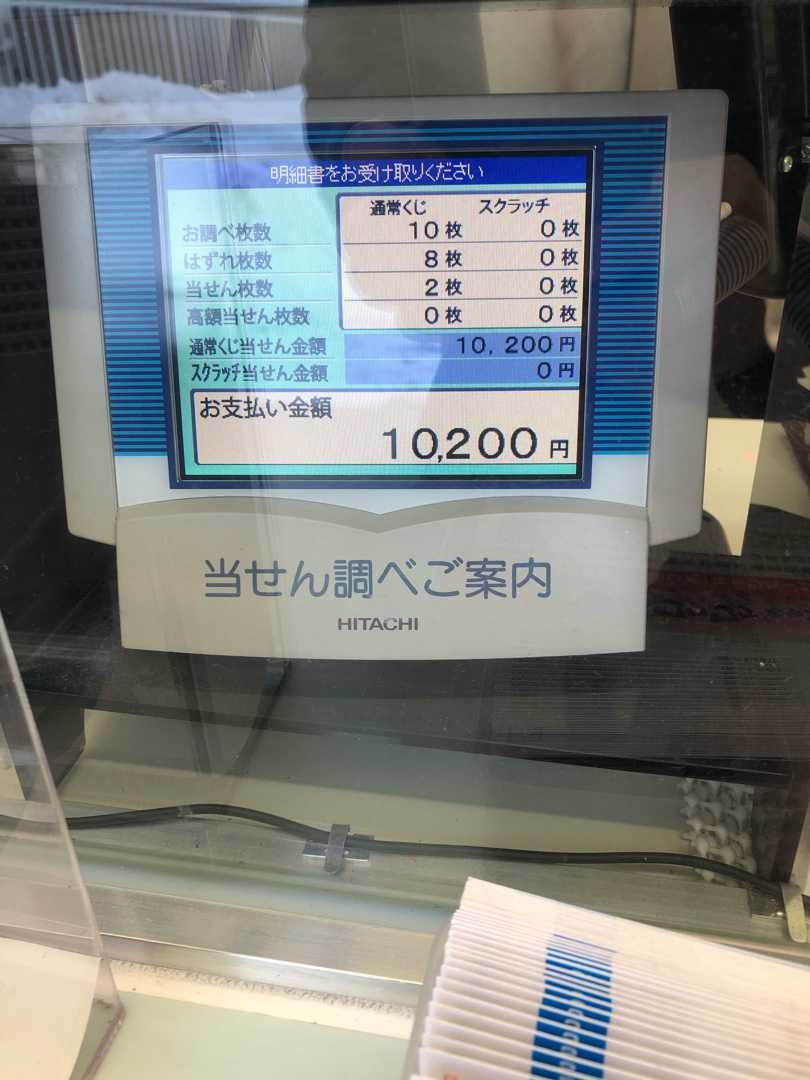 明細書をお受け取りください
通常くじ スクラッチ
お調べ枚数 10枚 0枚
はずれ枚数 8枚 0枚
当せん枚数 2枚 0枚
高額当せん枚数 0枚 0枚
通常くじ当せん金額 10,200円
スクラッチ当せん金額 0円
お支払い金額
10,200円
当せん調べご案内
HITACHI